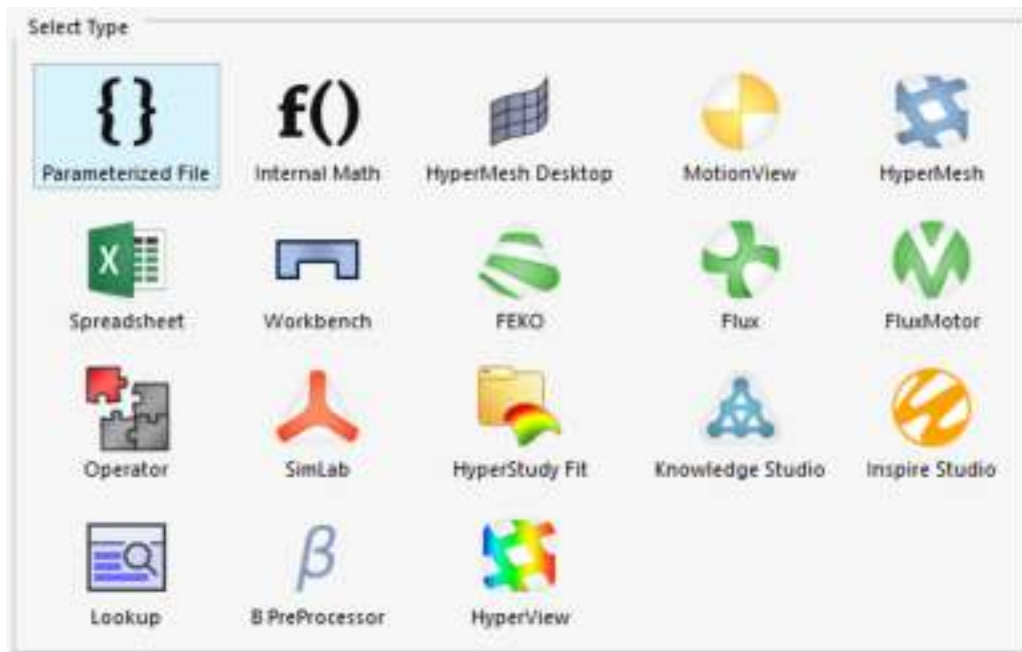 Select Type
{ } f()
Parameterized File Internal Math HyperMesh Desktop MotionView HyperMesh
X
Spreadsheet Workbench FEKO Flux FluxMotor
Operator SimLab HyperStudy Fit Knowledge Studio Inspire Studio
β
Lookup B PreProcessor HyperView